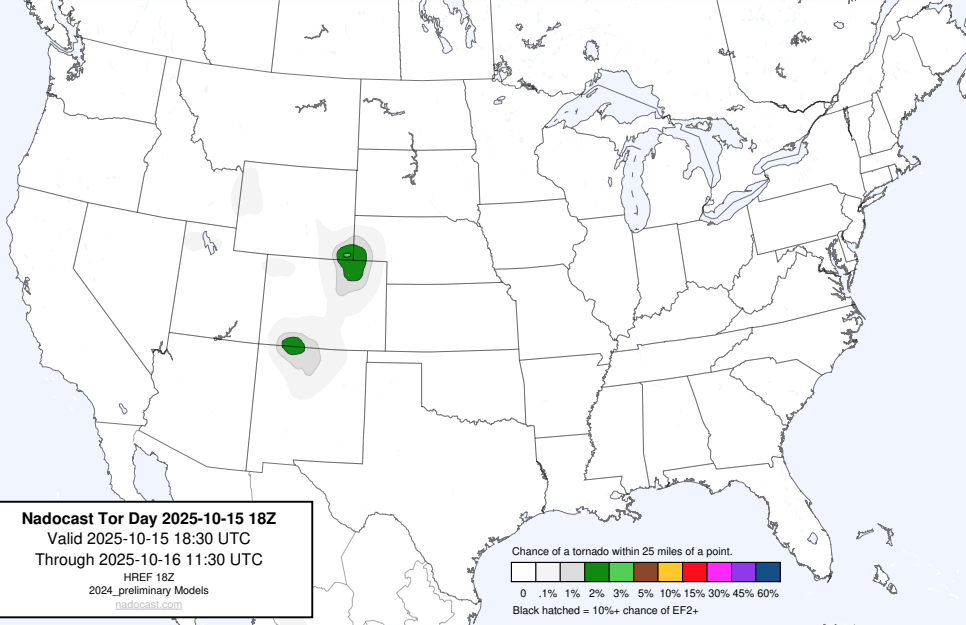 Nadocast Tor Day 2025-10-15 18Z
Valid 2025-10-15 18:30 UTC
Through 2025-10-16 11:30 UTC
HREF 18Z
2024_preliminary Models
nadocast.com
Chance of a tornado within 25 miles of a point.
0 .1% 1% 2% 3% 5% 10% 15% 30% 45% 60%
Black hatched = 10%+ chance of EF2+